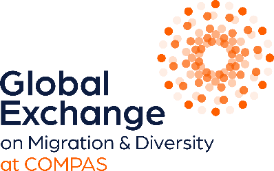 Global
Exchange
on Migration & Diversity
at COMPAS